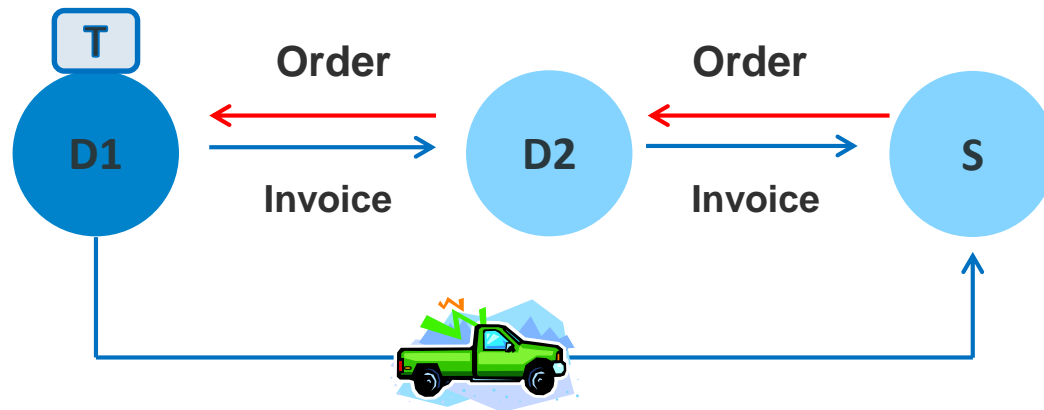 T
Order
Order
D1
D2
S
Invoice
Invoice